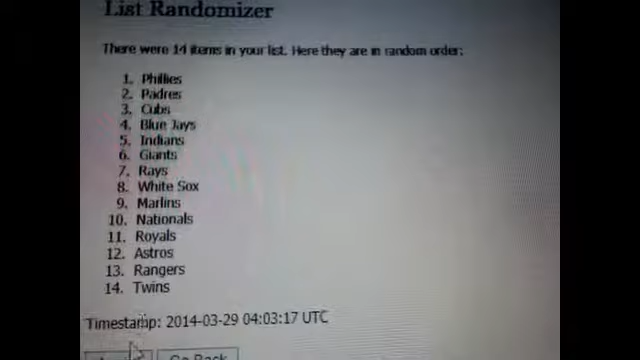 List Randomizer
There were 14 items in your list. Here they are in random order:
1. Phillies
2. Padres
3. Cubs
4. Blue Jays
5. Indians
6. Giants
7. Rays
8. White Sox
9. Marlins
10. Nationals
11. Royals
12. Astros
13. Rangers
14. Twins
Timestamp: 2014-03-29 04:03:17 UTC
Go Back